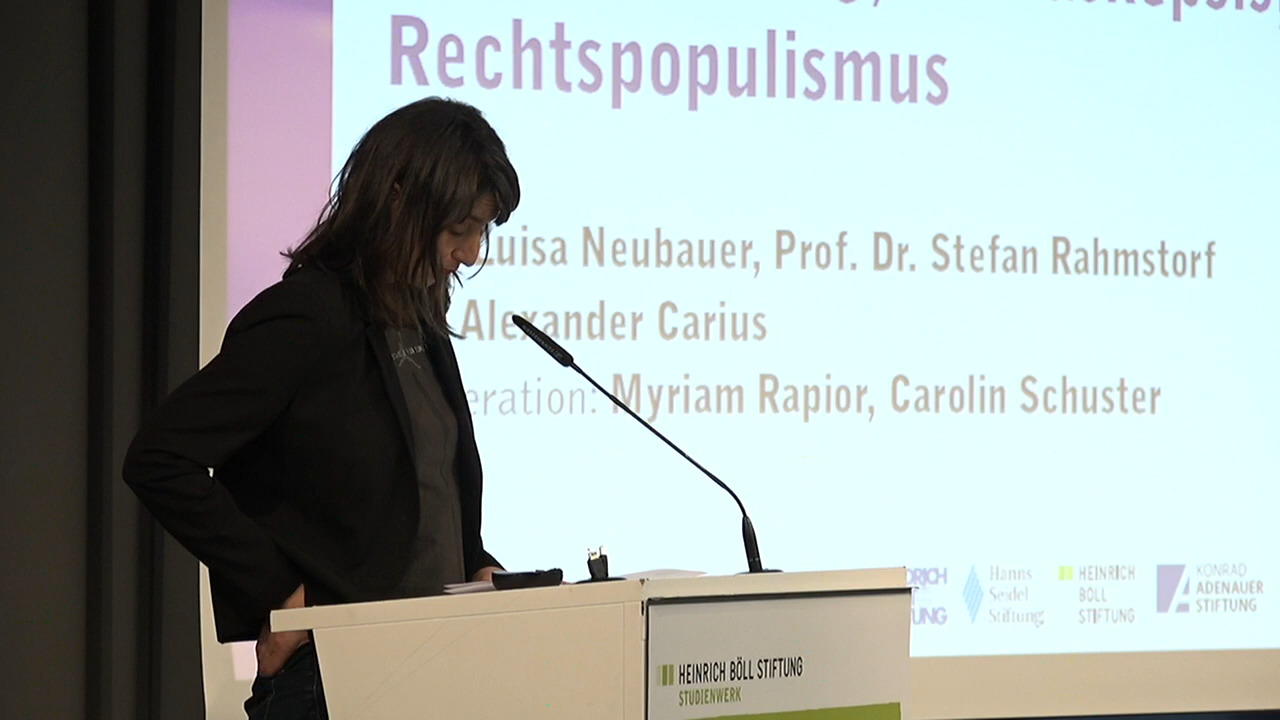 Rechtspopulismus
Luisa Neubauer, Prof. Dr. Stefan Rahmstorf
Alexander Carius
eration: Myriam Rapior, Carolin Schuster
Hanns
Seidel
Stiftung
HEINRICH
BÖLL
STIFTUNG
KONRAD
ADENAUER
STIFTUNG
HEINRICH BÖLL STIFTUNG
STUDIENWERK